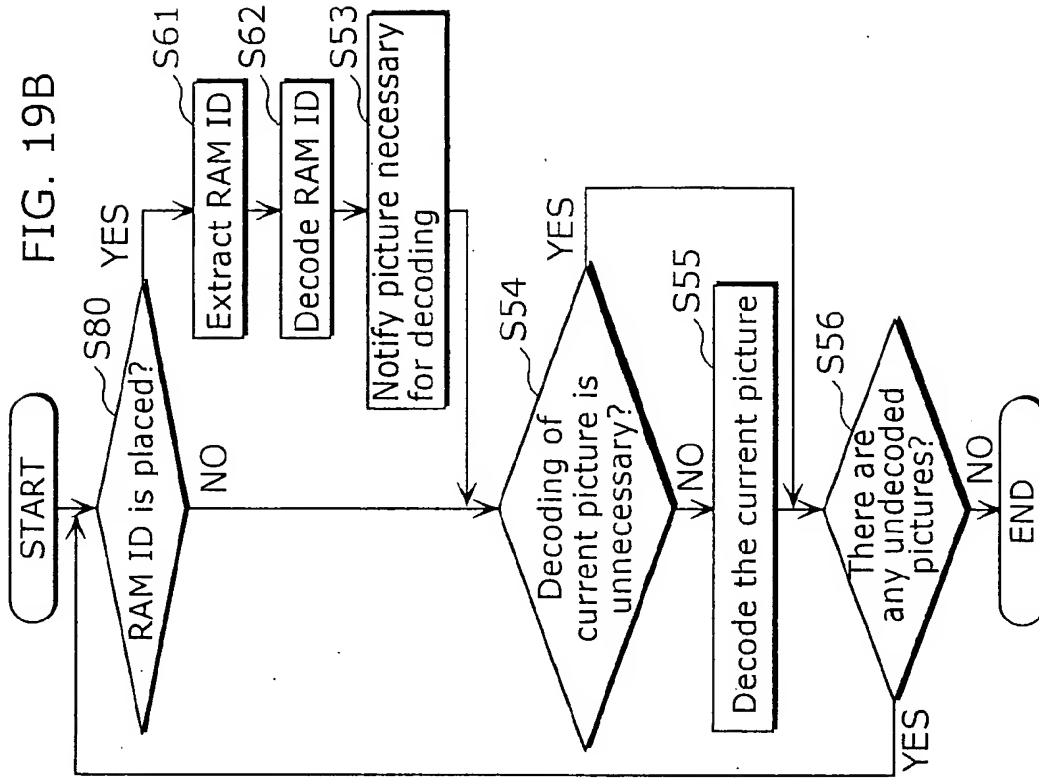 FIG. 19B
START
S80
RAM ID is placed?
YES
NO
S61
Extract RAM ID
S62
Decode RAM ID
S53
Notify picture necessary
for decoding
S54
Decoding of
current picture is
unnecessary?
YES
NO
S55
Decode the current picture
S56
There are
any undecoded
pictures?
YES
NO
END